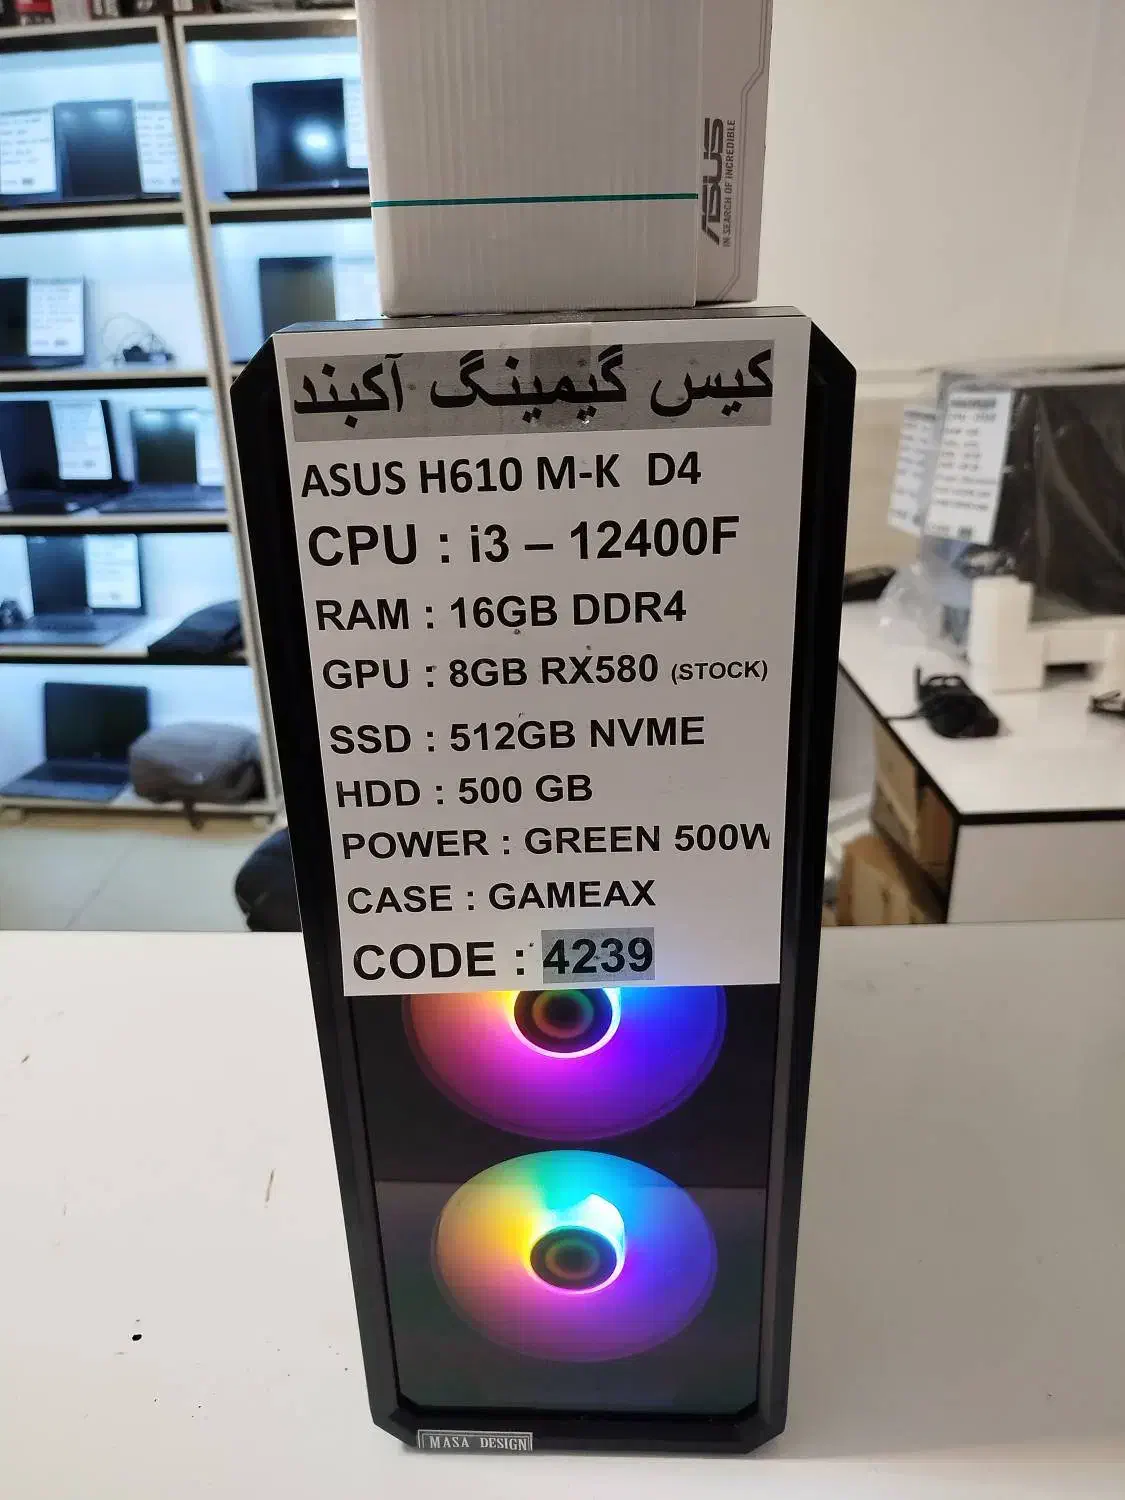 ASUS
IN SEARCH OF INCREDIBLE
کیس گیمینگ آکبند
ASUS H610 M-K D4
CPU : i3 – 12400F
RAM : 16GB DDR4
GPU : 8GB RX580 (STOCK)
SSD : 512GB NVME
HDD : 500 GB
POWER : GREEN 500W
CASE : GAMEAX
CODE : 4239
MASA DESIGN